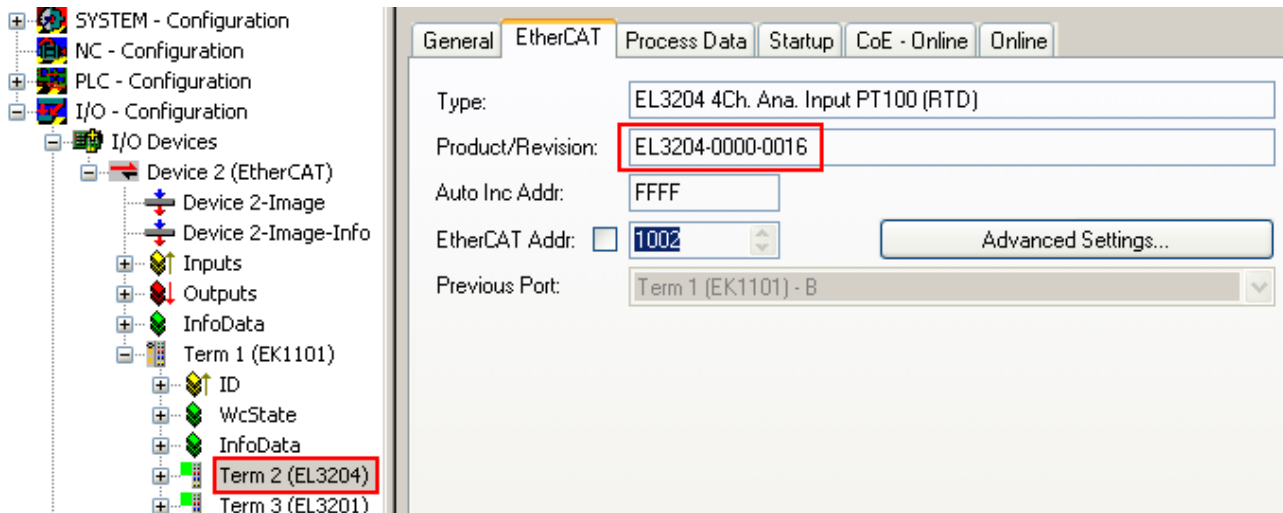 SYSTEM - Configuration
NC - Configuration
PLC - Configuration
I/O - Configuration
I/O Devices
Device 2 (EtherCAT)
Device 2-Image
Device 2-Image-Info
Inputs
Outputs
InfoData
Term 1 (EK1101)
ID
WcState
InfoData
Term 2 (EL3204)
Term 3 (EL3201)
General EtherCAT Process Data Startup CoE - Online Online
Type: EL3204 4Ch. Ana. Input PT100 (RTD)
Product/Revision: EL3204-0000-0016
Auto Inc Addr: FFFF
EtherCAT Addr: 1002 Advanced Settings...
Previous Port: Term 1 (EK1101) - B